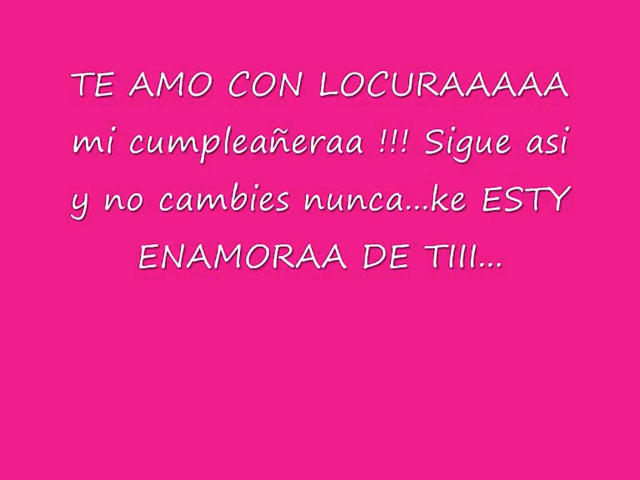 TE AMO CON LOCURAAAAA
mi cumpleañeraa !!! Sigue asi
y no cambies nunca...ke ESTY
ENAMORAA DE TIII...